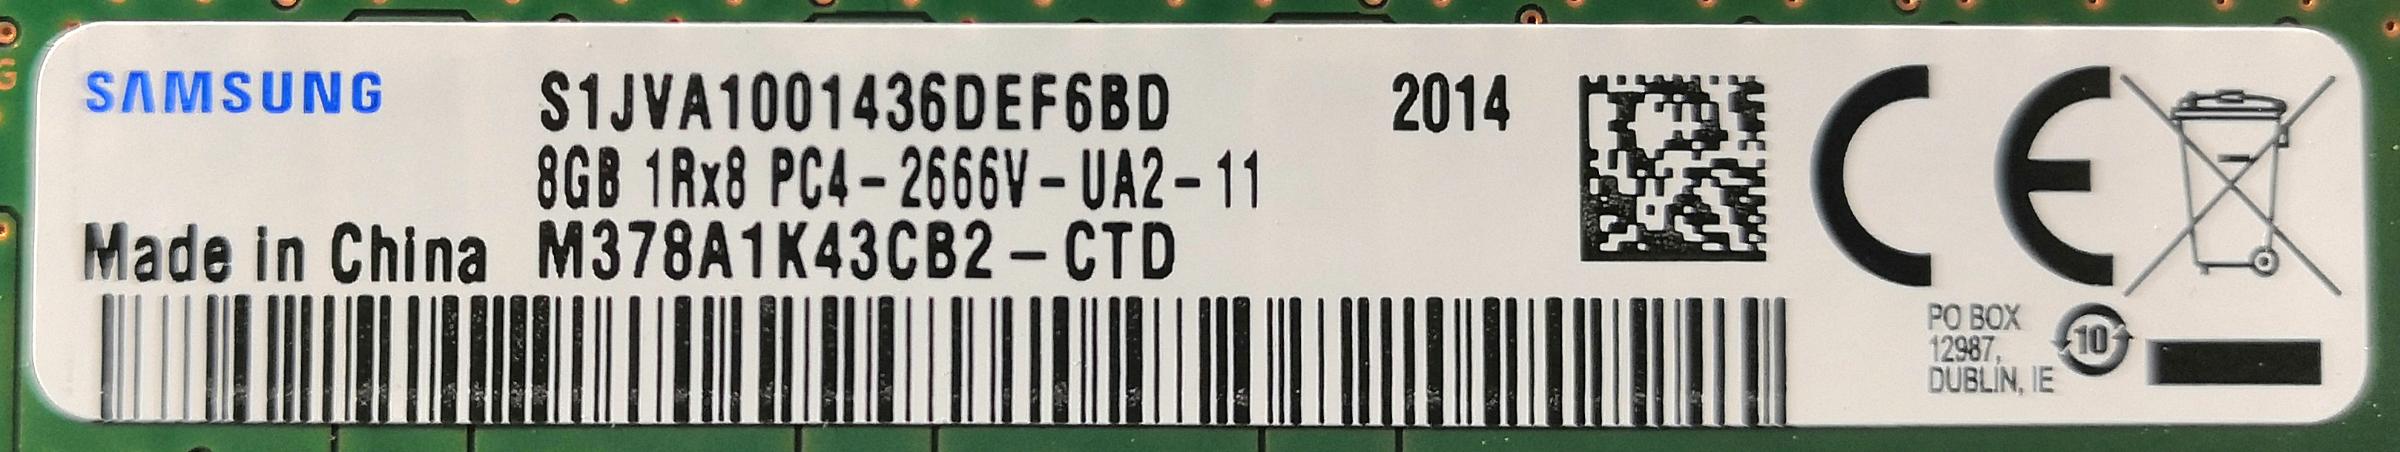 SAMSUNG
S1JVA1001436DEF6BD
2014
8GB 1Rx8 PC4-2666V-UA2-11
Made in China
M378A1K43CB2-CTD
CE
PO BOX
12987,
DUBLIN, IE
10